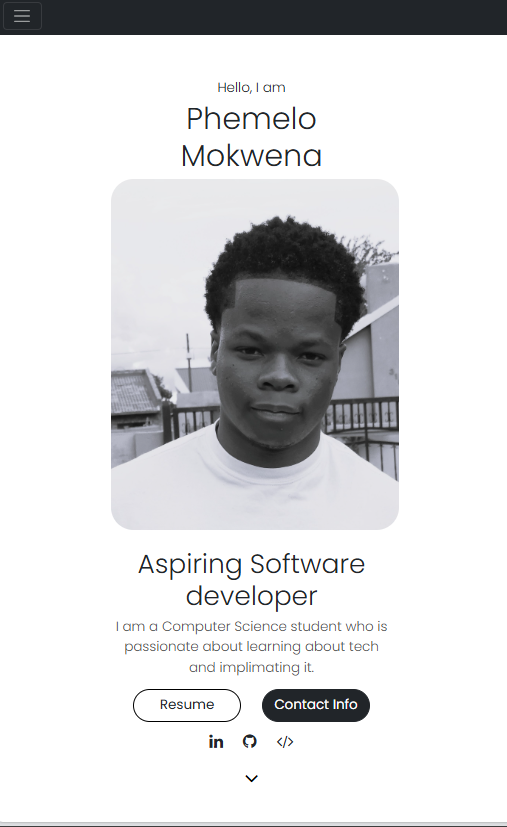 Hello, I am
Phemelo
Mokwena
Aspiring Software
developer
I am a Computer Science student who is
passionate about learning about tech
and implimating it.
Resume Contact Info
in </>